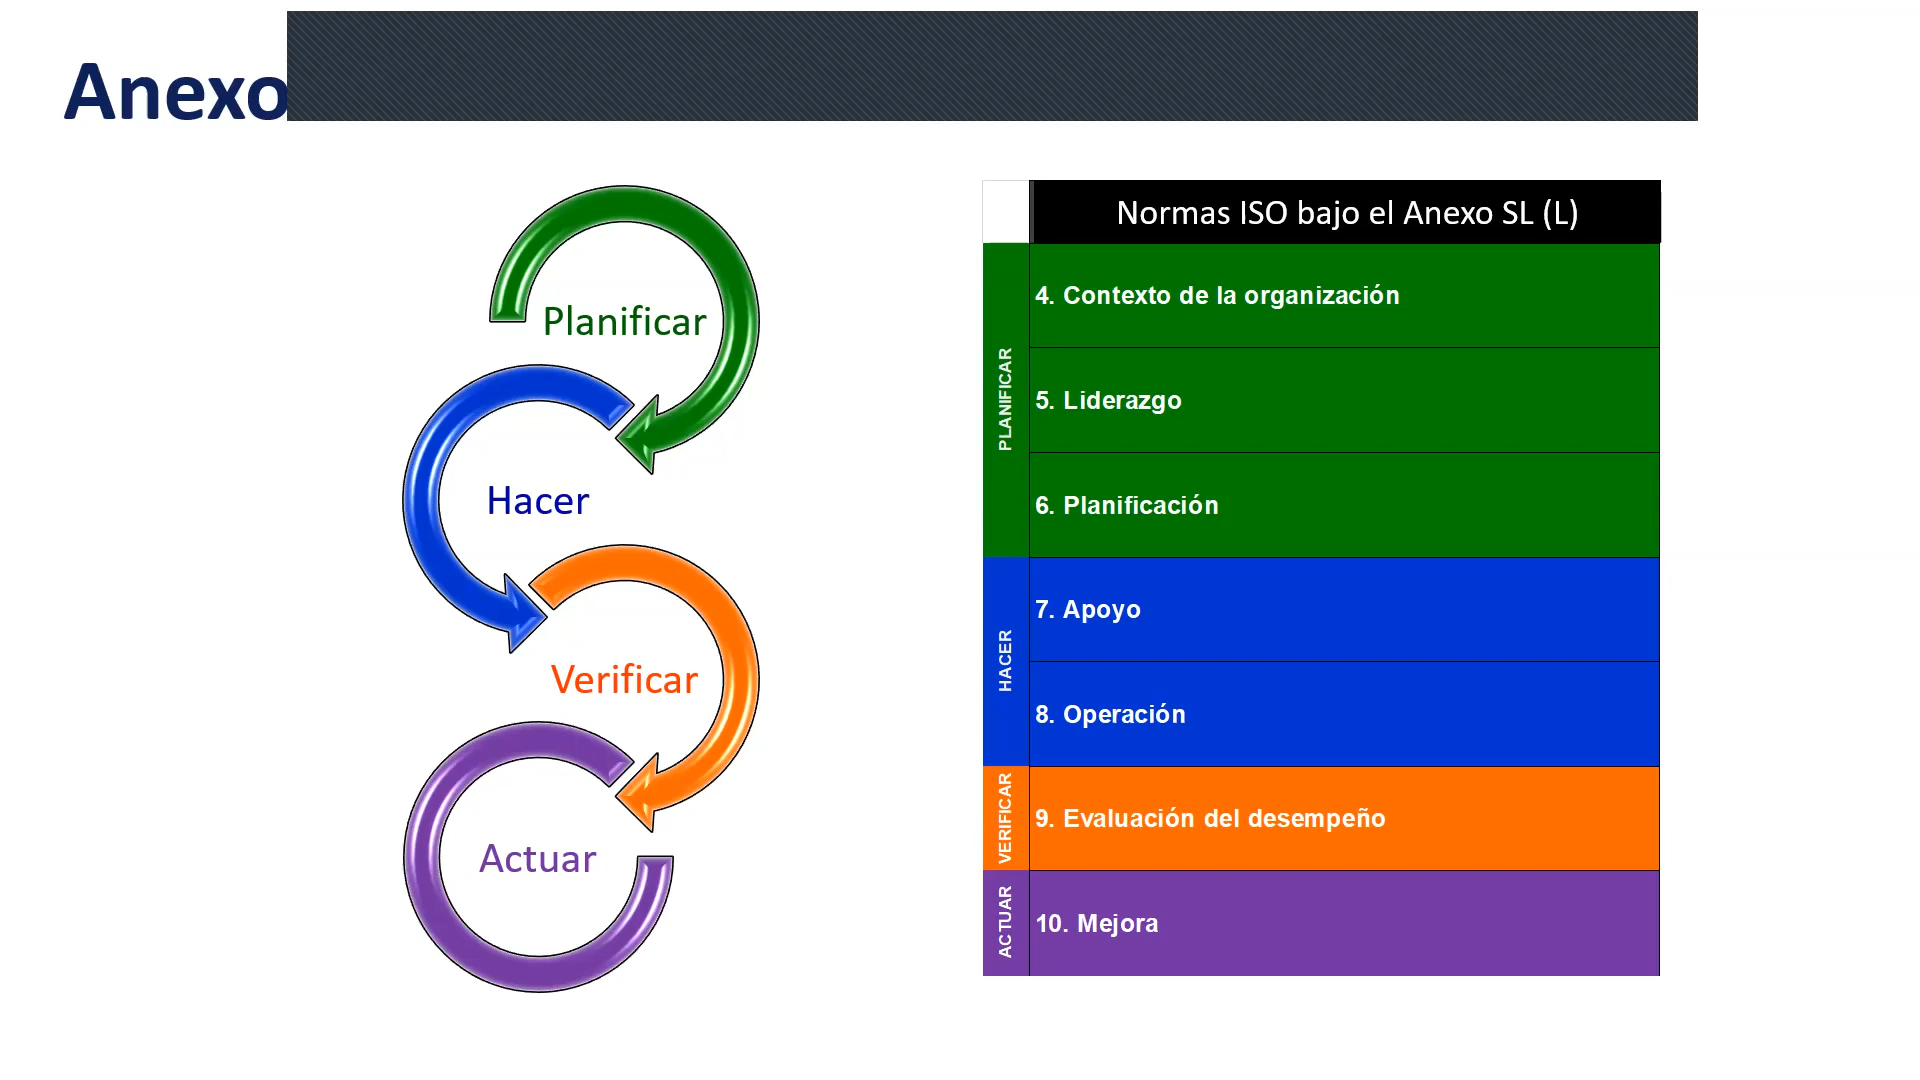 Anexo
Planificar
Hacer
Verificar
Actuar
Normas ISO bajo el Anexo SL (L)
PLANIFICAR
4. Contexto de la organización
5. Liderazgo
6. Planificación
HACER
7. Apoyo
8. Operación
VERIFICAR
9. Evaluación del desempeño
ACTUAR
10. Mejora